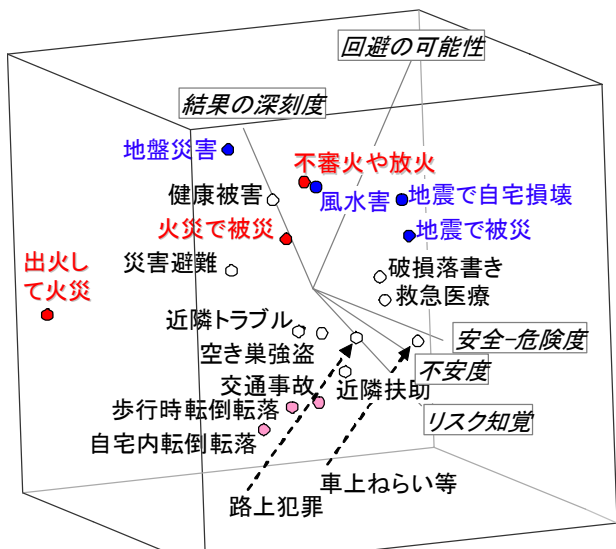 回避の可能性
結果の深刻度
地盤災害
不審火や放火
健康被害
風水害
地震で自宅損壊
火災で被災
地震で被災
出火し
て火災
災害避難
破損落書き
救急医療
近隣トラブル
安全-危険度
空き巣強盗
不安度
交通事故
近隣扶助
歩行時転倒転落
リスク知覚
自宅内転倒転落
車上ねらい等
路上犯罪